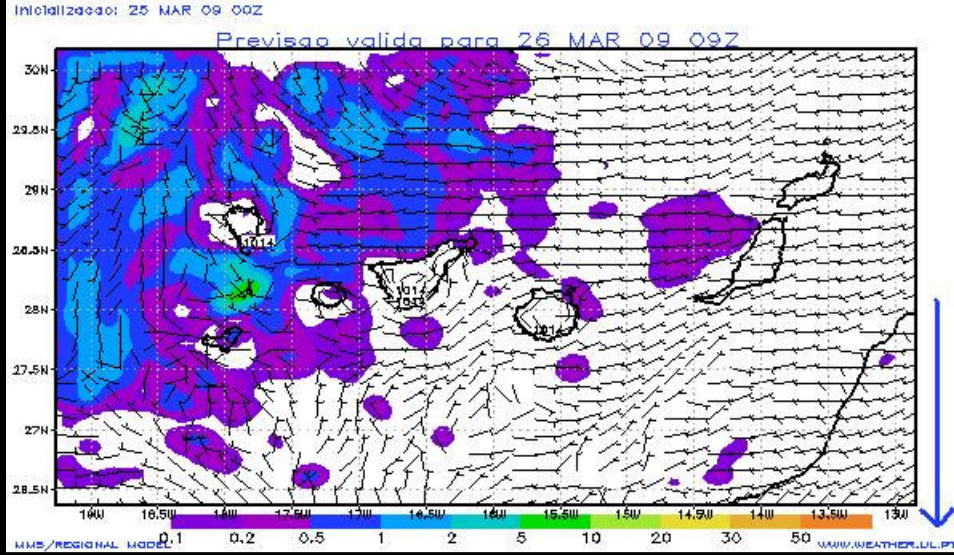 Inicializacao: 25 MAR 09 00Z
Previsao valida para 26 MAR 09 09Z
30N
29.5N
29N
28.5N
28N
27.5N
27N
26.5N
1014
1014
1014
19W 18.5W 18W 17.5W 17W 16.5W 16W 15.5W 15W 14.5W 14W 13.5W 13W
0.1 0.2 0.5 1 2 5 10 20 30 50
MM5/REGIONAL MODEL
WWW.WEATHER.UL.PT